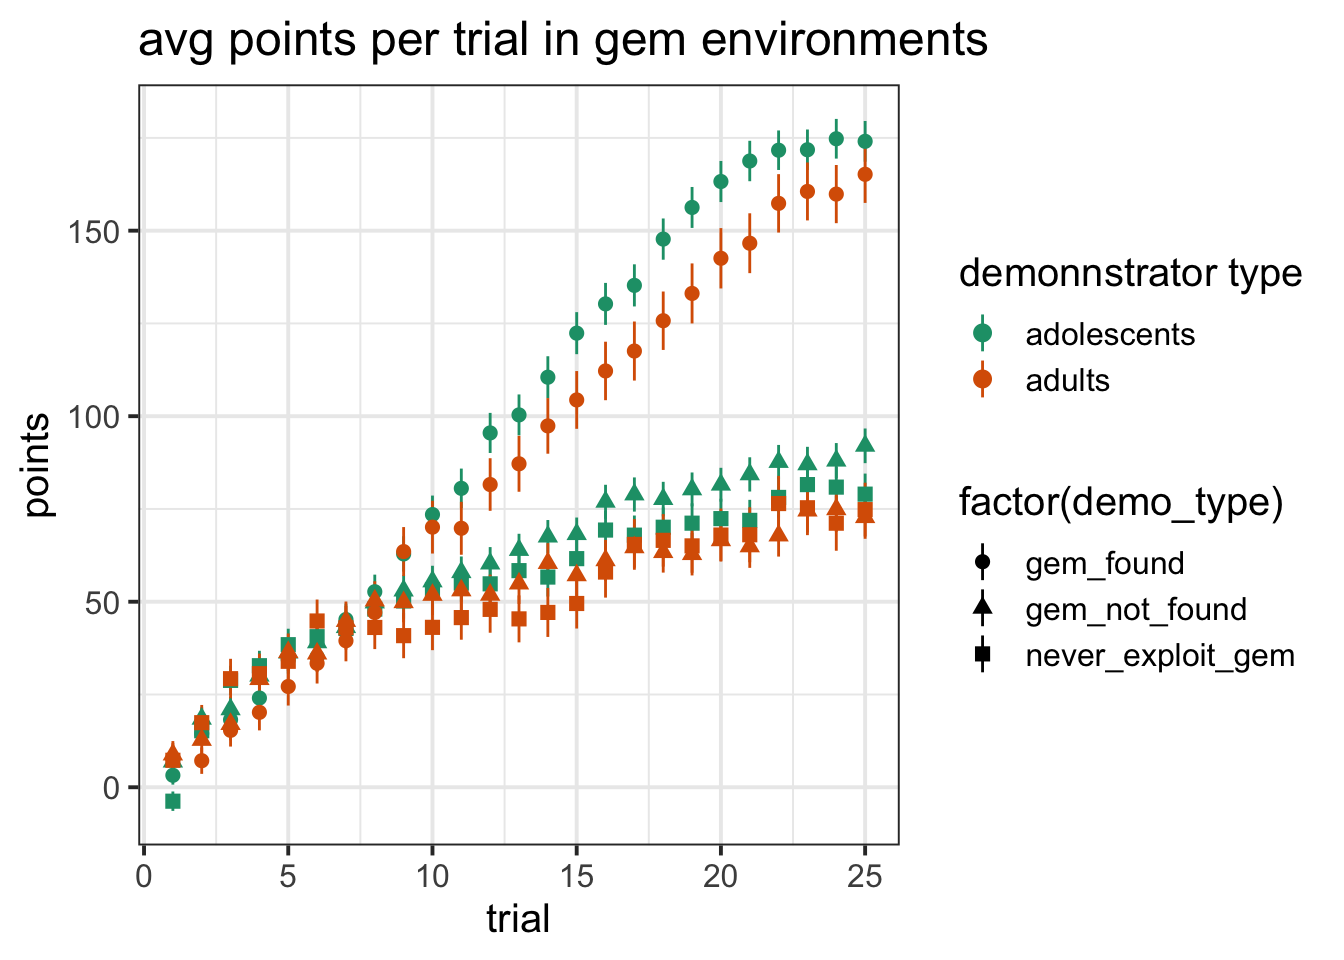 avg points per trial in gem environments
points
150
100
50
0
0 5 10 15 20 25
trial
demonnstrator type
adolescents
adults
factor(demo_type)
gem_found
gem_not_found
never_exploit_gem